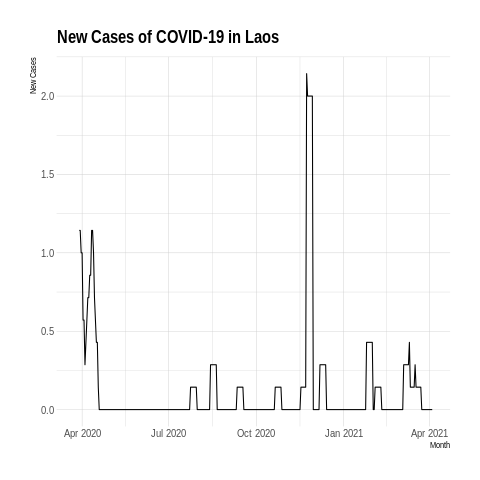 New Cases of COVID-19 in Laos
New Cases
2.0
1.5
1.0
0.5
0.0
Apr 2020
Jul 2020
Oct 2020
Jan 2021
Apr 2021
Month